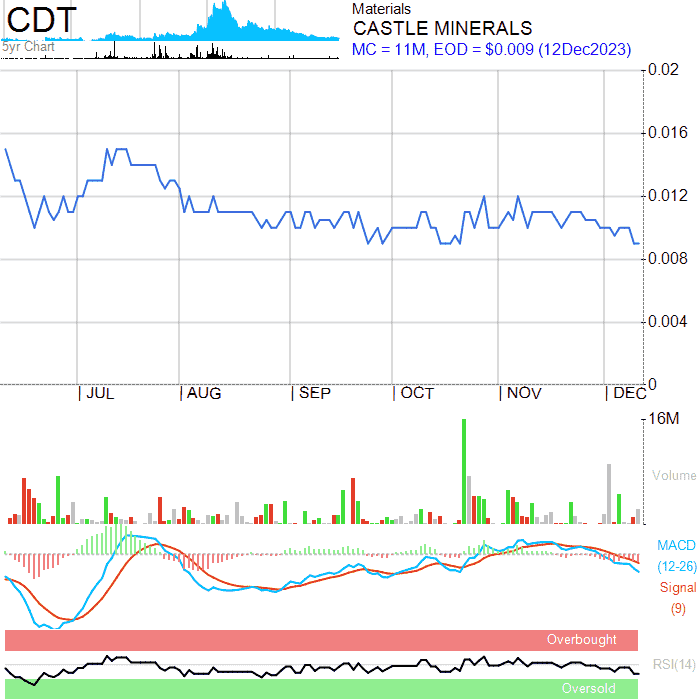 CDT
5yr Chart
Materials
CASTLE MINERALS
MC = 11M, EOD = $0.009 (12Dec2023)
0.02
0.016
0.012
0.008
0.004
0
JUL AUG SEP OCT NOV DEC
16M
Volume
MACD
(12-26)
Signal
(9)
Overbought
RSI(14)
Oversold